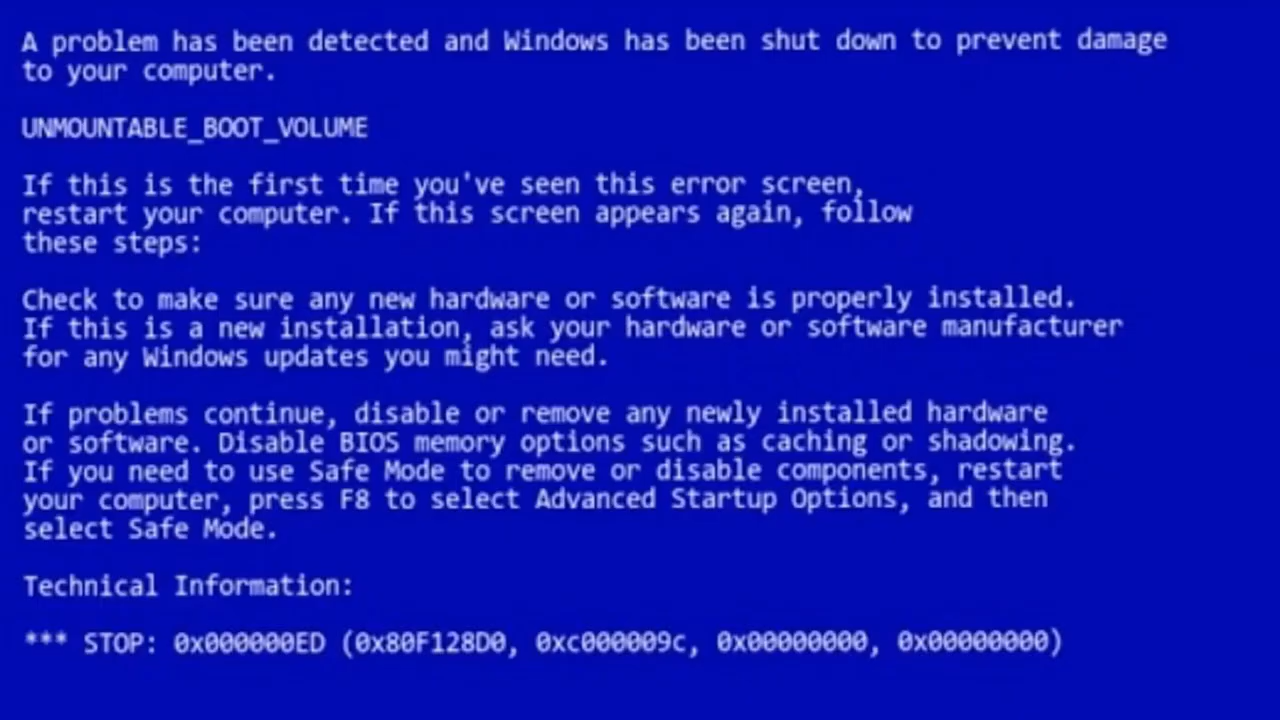 A problem has been detected and Windows has been shut down to prevent damage
to your computer.
UNMOUNTABLE_BOOT_VOLUME
If this is the first time you've seen this error screen,
restart your computer. If this screen appears again, follow
these steps:
Check to make sure any new hardware or software is properly installed.
If this is a new installation, ask your hardware or software manufacturer
for any Windows updates you might need.
If problems continue, disable or remove any newly installed hardware
or software. Disable BIOS memory options such as caching or shadowing.
If you need to use Safe Mode to remove or disable components, restart
your computer, press F8 to select Advanced Startup Options, and then
select Safe Mode.
Technical Information:
*** STOP: 0x000000ED (0x80F128D0, 0xc000009c, 0x00000000, 0x00000000)